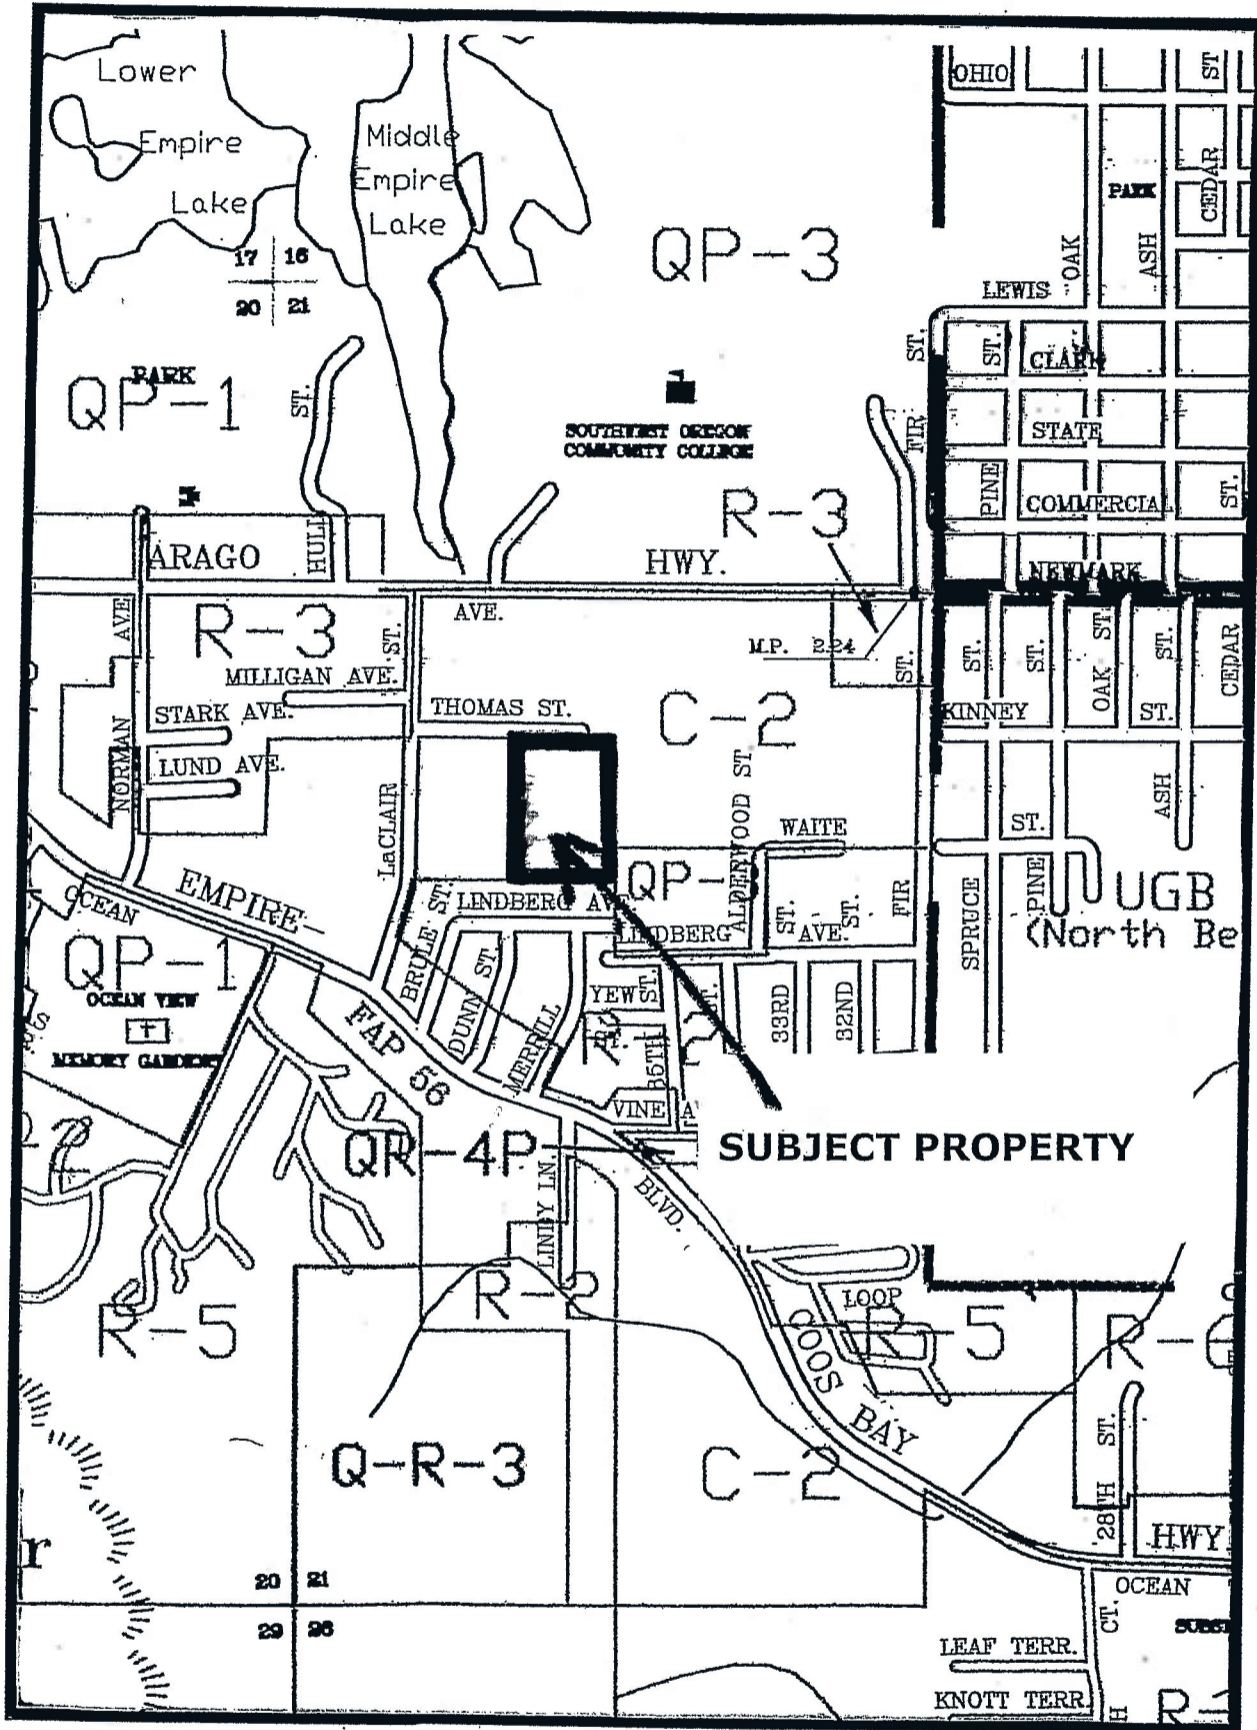 Lower
Empire
Lake
Middle
Empire
Lake
OHIO
ST
CEDAR
PARK
OAK
ASH
QP-3
17 16
20 21
LEWIS
ST.
ST.
CLARK
PARK
QP-1
ST.
SOUTHWEST OREGON
COMMUNITY COLLEGE
FIR
STATE
PINE
COMMERCIAL
ST.
R-3
ARAGO
HULL
HWY.
NEWMARK
AVE
R-3
ST.
AVE.
M.P. 2.24
ST.
ST.
ST.
OAK ST
ST.
CEDAR
MILLIGAN AVE.
STARK AVE.
THOMAS ST.
C-2
KINNEY
ST.
NORMAN
LUND AVE.
LaCLAIR
ALDERWOOD ST
WAITE
ST.
ASH
EMPIRE
OCEAN
QP-
LINDBERG AVE.
LINDBERG
AVE.
ST.
ST.
FIR
SPRUCE
PINE
UGB
(North Be
QP-1
OCEAN VIEW
MEMORY GARDENS
BRULE ST.
DUNN ST.
MERRILL
YEW ST.
ST.
33RD
32ND
FAP 56
35TH
VINE A
QR-4P
SUBJECT PROPERTY
LINDY LN
BLVD.
R-2
R-5
LOOP
R-5
R-6
COOS
BAY
Q-R-3
C-2
28TH ST.
HWY
r
20 21
29 28
OCEAN
CT.
LEAF TERR.
KNOTT TERR.
H
R-